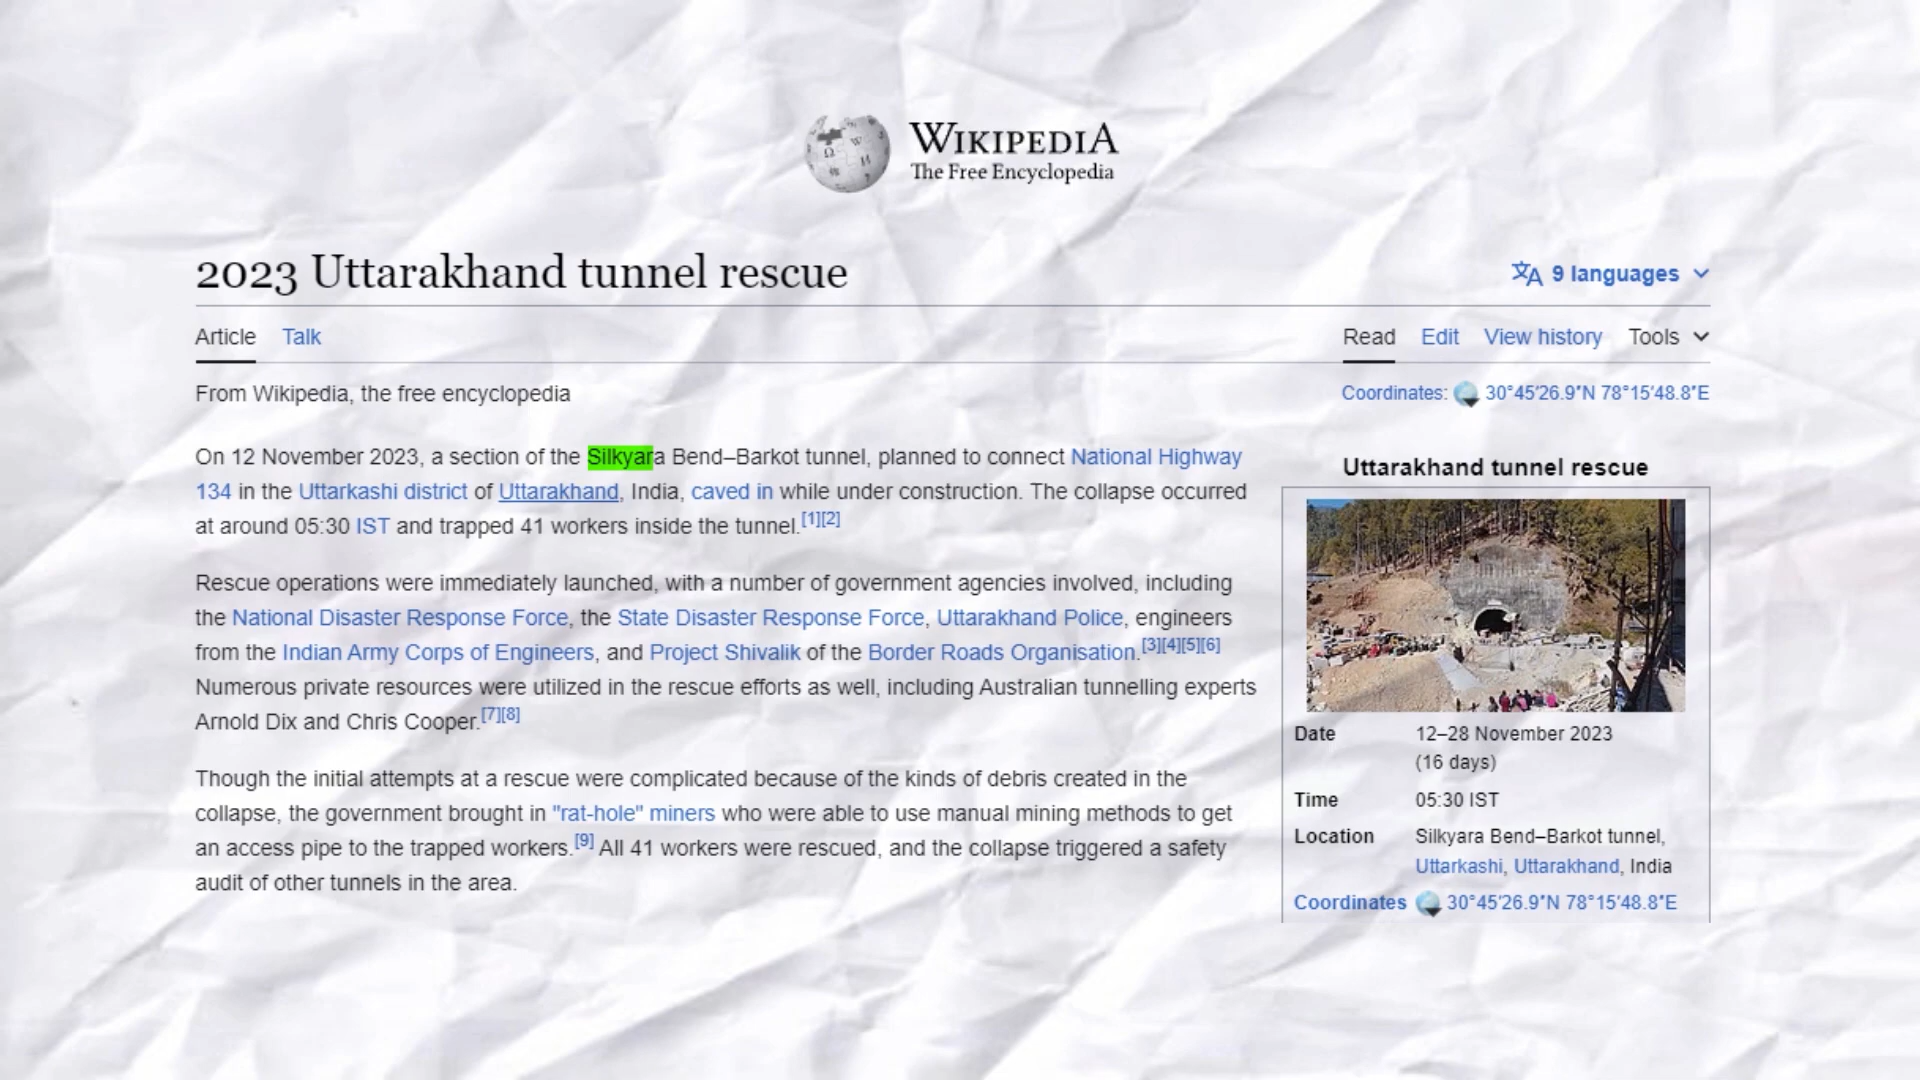 WIKIPEDIA
The Free Encyclopedia
2023 Uttarakhand tunnel rescue
9 languages
Article Talk
Read Edit View history Tools
From Wikipedia, the free encyclopedia
Coordinates: 30°45′26.9″N 78°15′48.8″E
On 12 November 2023, a section of the Silkyara Bend–Barkot tunnel, planned to connect National Highway
134 in the Uttarkashi district of Uttarakhand, India, caved in while under construction. The collapse occurred
at around 05:30 IST and trapped 41 workers inside the tunnel.[1][2]
Rescue operations were immediately launched, with a number of government agencies involved, including
the National Disaster Response Force, the State Disaster Response Force, Uttarakhand Police, engineers
from the Indian Army Corps of Engineers, and Project Shivalik of the Border Roads Organisation.[3][4][5][6]
Numerous private resources were utilized in the rescue efforts as well, including Australian tunnelling experts
Arnold Dix and Chris Cooper.[7][8]
Though the initial attempts at a rescue were complicated because of the kinds of debris created in the
collapse, the government brought in "rat-hole" miners who were able to use manual mining methods to get
an access pipe to the trapped workers.[9] All 41 workers were rescued, and the collapse triggered a safety
audit of other tunnels in the area.
Uttarakhand tunnel rescue
Date 12–28 November 2023
(16 days)
Time 05:30 IST
Location Silkyara Bend–Barkot tunnel,
Uttarkashi, Uttarakhand, India
Coordinates 30°45′26.9″N 78°15′48.8″E